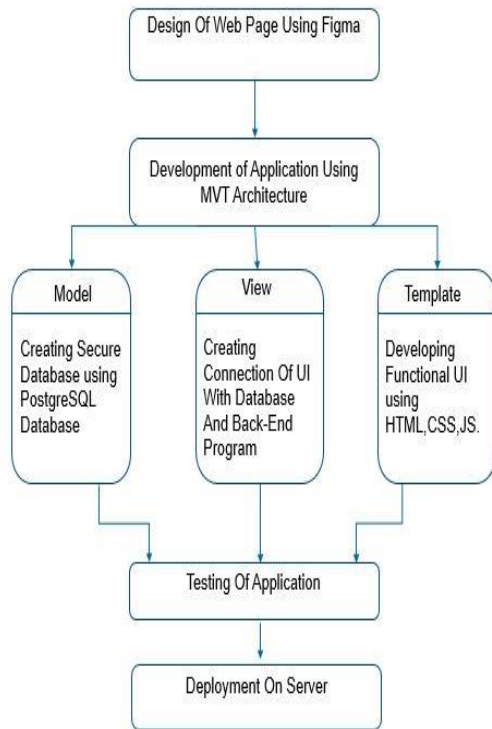 Design Of Web Page Using Figma
Development of Application Using
MVT Architecture
Model
Creating Secure
Database using
PostgreSQL
Database
View
Creating
Connection Of UI
With Database
And Back-End
Program
Template
Developing
Functional UI
using
HTML,CSS,JS.
Testing Of Application
Deployment On Server